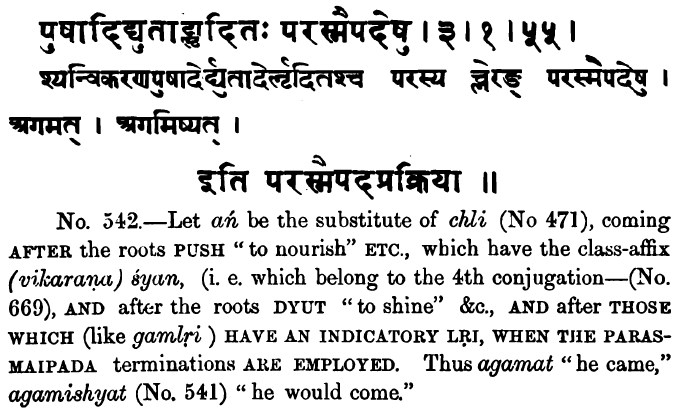 पुषादिद्युताद्यॢदितः परस्मैपदेषु । ३ । १ । ५५ ।
श्यन्विकरणपुषादेर्द्युतादेर्लृदितश्च परस्य च्लेरङ् परस्मैपदेषु ।
अगमत् । अगमिष्यत् ।
इति परस्मैपदप्रक्रिया ॥
No. 542.—Let aṅ be the substitute of chli (No 471), coming
AFTER the roots PUSH "to nourish" ETC., which have the class-affix
(vikaraṇa) śyan, (i. e. which belong to the 4th conjugation—(No.
669), AND after the roots DYUT "to shine" &c., AND after THOSE
WHICH (like gamlṛi ) HAVE AN INDICATORY LṚI, WHEN THE PARAS-
MAIPADA terminations ARE EMPLOYED. Thus agamat "he came,"
agamishyat (No. 541) "he would come."